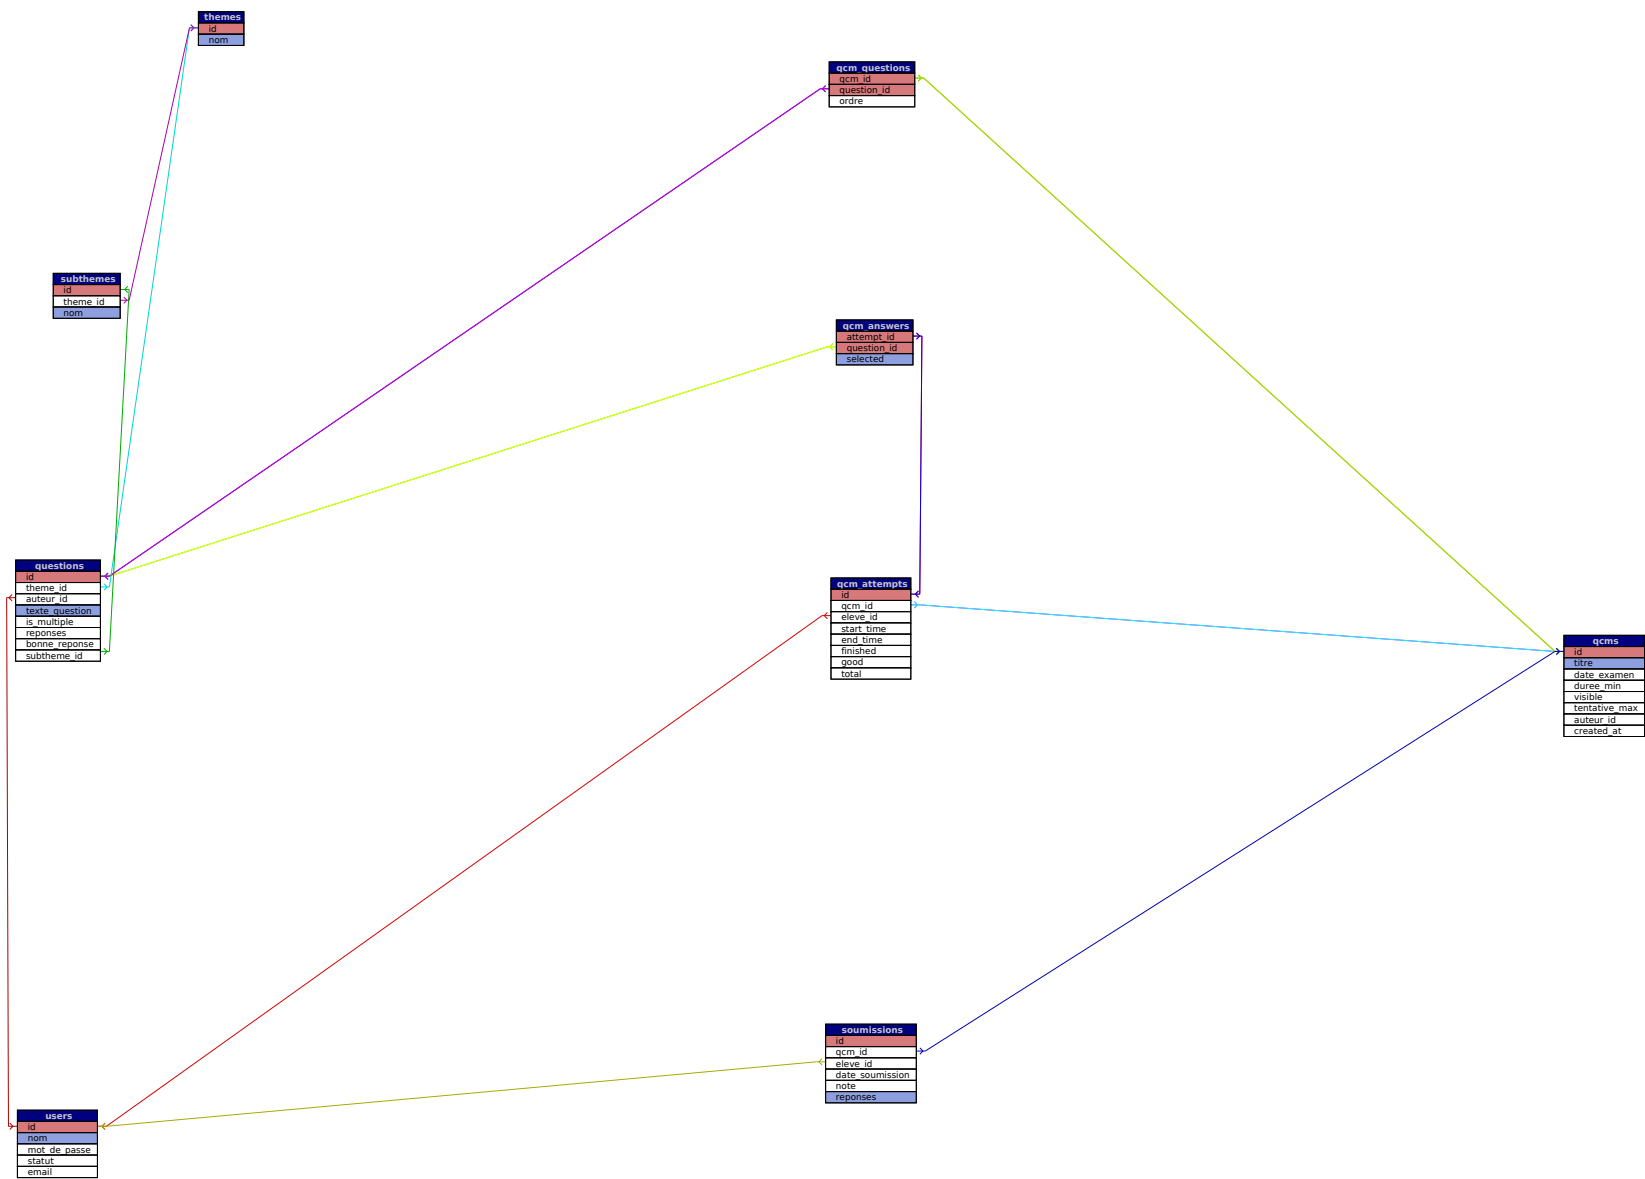 themes
id
nom
qcm_questions
qcm_id
question_id
ordre
subthemes
id
theme_id
nom
qcm_answers
attempt_id
question_id
selected
questions
id
theme_id
auteur_id
texte_question
is_multiple
reponses
bonne_reponse
subtheme_id
qcm_attempts
id
qcm_id
eleve_id
start_time
end_time
finished
good
total
qcms
id
titre
date_examen
duree_min
visible
tentative_max
auteur_id
created_at
soumissions
id
qcm_id
eleve_id
date_soumission
note
reponses
users
id
nom
mot_de_passe
statut
email